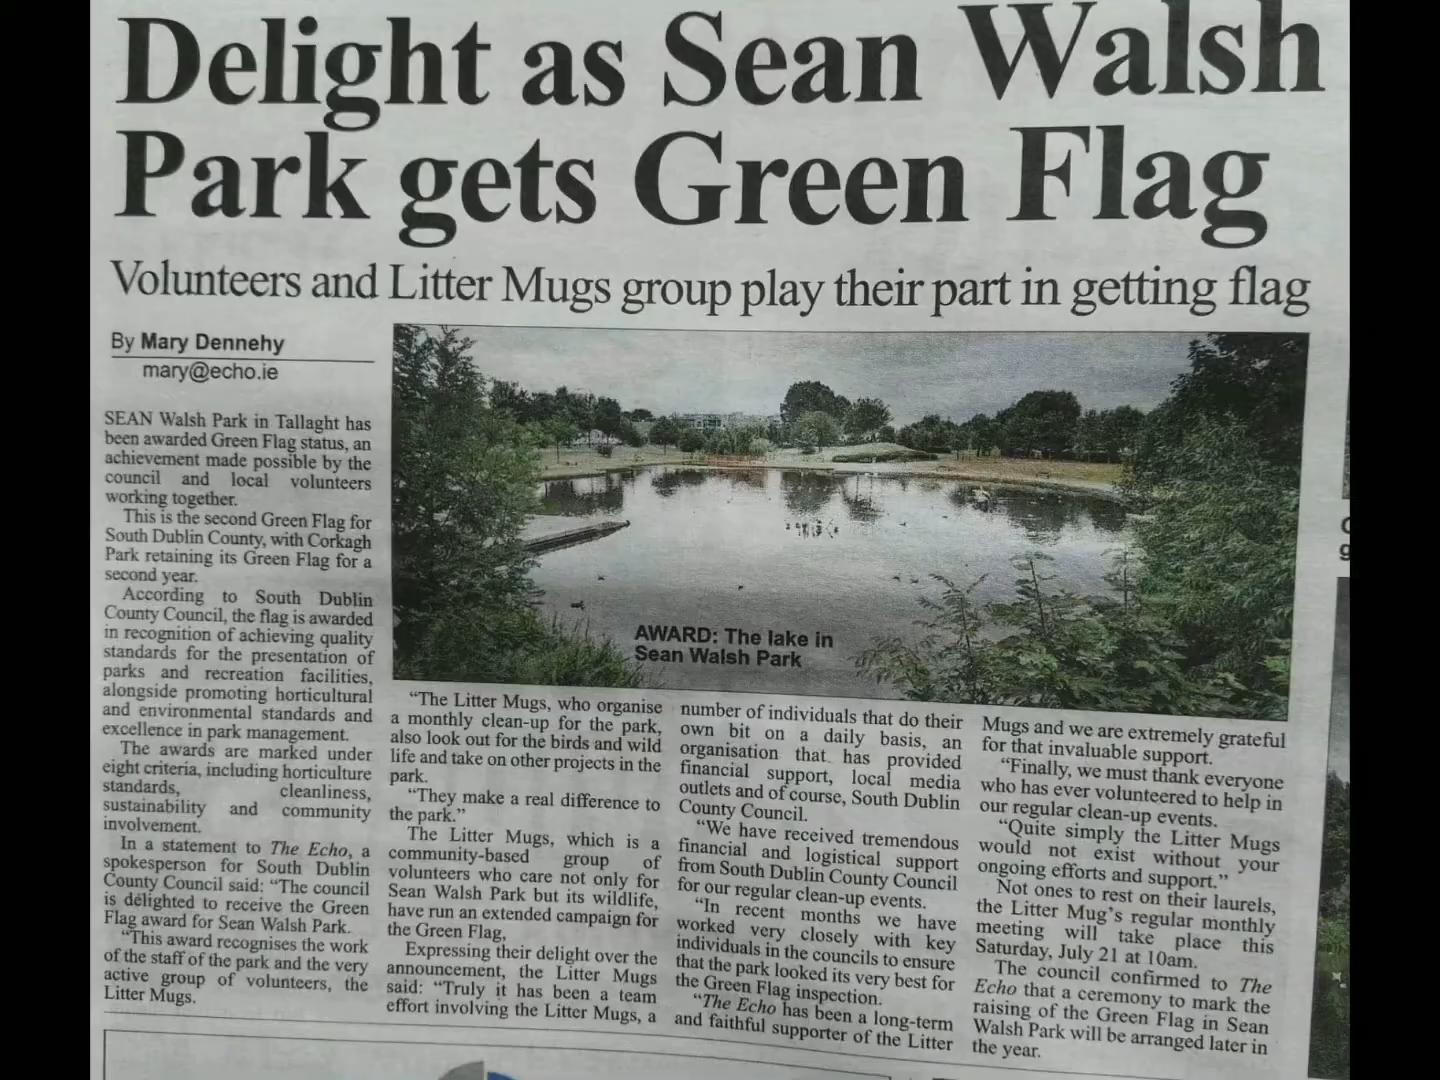 Delight as Sean Walsh
Park gets Green Flag
Volunteers and Litter Mugs group play their part in getting flag
By Mary Dennehy
mary@echo.ie
SEAN Walsh Park in Tallaght has
been awarded Green Flag status, an
achievement made possible by the
council and local volunteers
working together.
This is the second Green Flag for
South Dublin County, with Corkagh
Park retaining its Green Flag for a
second year.
According to South Dublin
County Council, the flag is awarded
in recognition of achieving quality
standards for the presentation of
parks and recreation facilities,
alongside promoting horticultural
and environmental standards and
excellence in park management.
The awards are marked under
eight criteria, including horticulture
standards, cleanliness,
sustainability and community
involvement.
In a statement to The Echo, a
spokesperson for South Dublin
County Council said: “The council
is delighted to receive the Green
Flag award for Sean Walsh Park.
“This award recognises the work
of the staff of the park and the very
active group of volunteers, the
Litter Mugs.
AWARD: The lake in
Sean Walsh Park
“The Litter Mugs, who organise
a monthly clean-up for the park,
also look out for the birds and wild
life and take on other projects in the
park.
“They make a real difference to
the park.”
The Litter Mugs, which is a
community-based group of
volunteers who care not only for
Sean Walsh Park but its wildlife,
have run an extended campaign for
the Green Flag,
Expressing their delight over the
announcement, the Litter Mugs
said: “Truly it has been a team
effort involving the Litter Mugs, a
number of individuals that do their
own bit on a daily basis, an
organisation that has provided
financial support, local media
outlets and of course, South Dublin
County Council.
“We have received tremendous
financial and logistical support
from South Dublin County Council
for our regular clean-up events.
“In recent months we have
worked very closely with key
individuals in the councils to ensure
that the park looked its very best for
the Green Flag inspection.
“The Echo has been a long-term
and faithful supporter of the Litter
Mugs and we are extremely grateful
for that invaluable support.
“Finally, we must thank everyone
who has ever volunteered to help in
our regular clean-up events.
“Quite simply the Litter Mugs
would not exist without your
ongoing efforts and support.”
Not ones to rest on their laurels,
the Litter Mug’s regular monthly
meeting will take place this
Saturday, July 21 at 10am.
The council confirmed to The
Echo that a ceremony to mark the
raising of the Green Flag in Sean
Walsh Park will be arranged later in
the year.